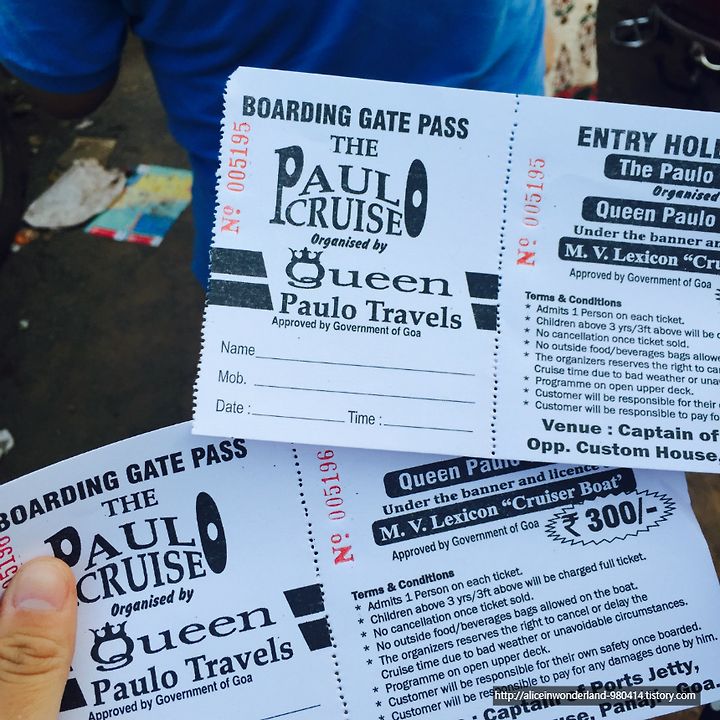 BOARDING GATE PASS
Nº 005195
THE
PAULO
CRUISE
Organised by
Queen
Paulo Travels
Approved by Government of Goa
Name
Mob.
Date : Time :
Nº 005195
ENTRY
The Paulo
Organised
Queen Paulo
Under the banner
M. V. Lexicon
Approved by Government of Goa
Terms & Conditions
* Admits 1 Person on each ticket.
* Children above 3 yrs/3ft above will be
* No cancellation once ticket sold.
* No outside food/beverages bags allowed
* The organizers reserves the right to
Cruise time due to bad weather or
* Programme on open upper deck.
* Customer will be responsible for their
* Customer will be responsible to pay
Venue : Captain of
Opp. Custom House,
BOARDING GATE PASS
THE
PAULO
CRUISE
Organised by
Queen
Paulo Travels
Approved by Government of Goa
Nº 005196
Queen
Under the banner and
M. V. Lexicon "Cruiser Boat"
Approved by Government of Goa
₹ 300/-
Terms & Conditions
* Admits 1 Person on each ticket.
* Children above 3 yrs/3ft above will be charged full ticket.
* No cancellation once ticket sold.
* No outside food/beverages bags allowed on the boat.
* The organizers reserves the right to cancel or delay the
Cruise time due to bad weather or unavoidable circumstances.
* Programme on open upper deck.
* Customer will be responsible for their own safety once boarded.
* Customer will be responsible to pay for any damages done by him.
Captain of Ports Jetty,
http://aliceinwonderland-980414.tistory.com